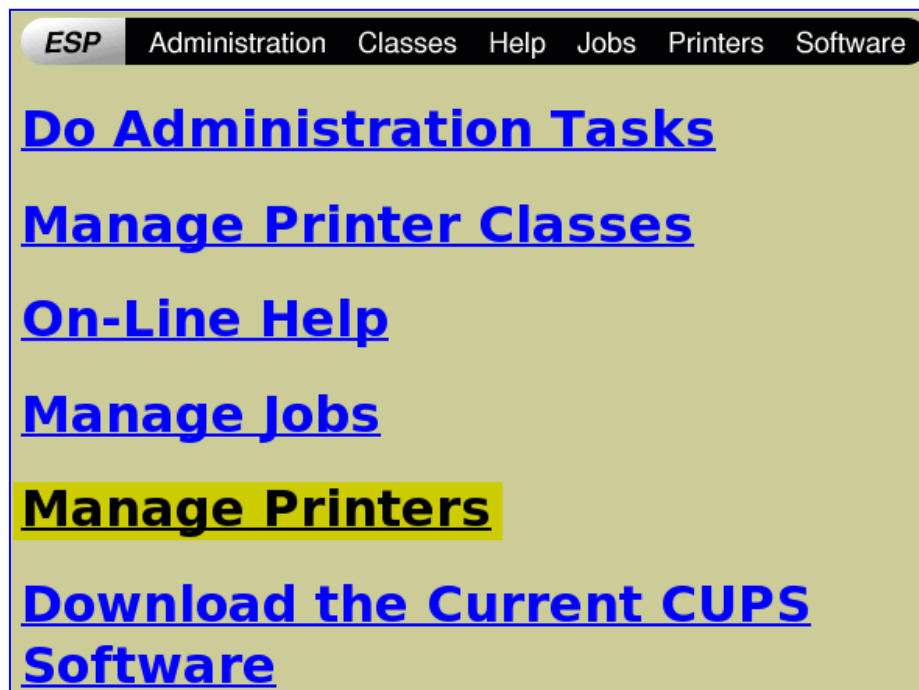 ESP Administration Classes Help Jobs Printers Software
Do Administration Tasks
Manage Printer Classes
On-Line Help
Manage Jobs
Manage Printers
Download the Current CUPS
Software